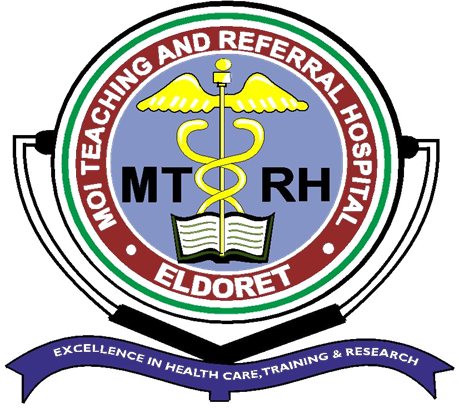 MOI TEACHING AND REFERRAL HOSPITAL
MT RH
• ELDORET •
EXCELLENCE IN HEALTH CARE,TRAINING & RESEARCH